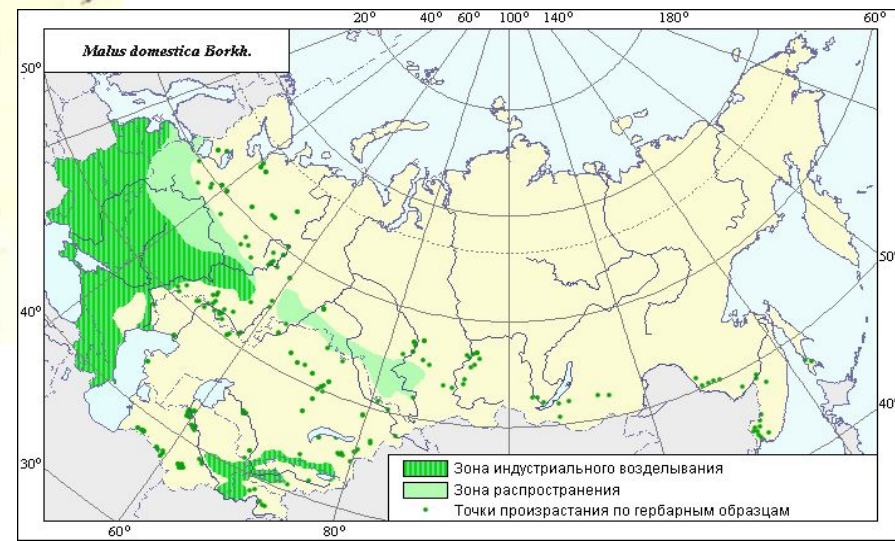 20° 40° 60° 100° 140° 180° 60°
Malus domestica Borkh.
50°
50°
40°
40°
30°
Зона индустриального возделывания
Зона распространения
Точки произрастания по гербарным образцам
60° 80°